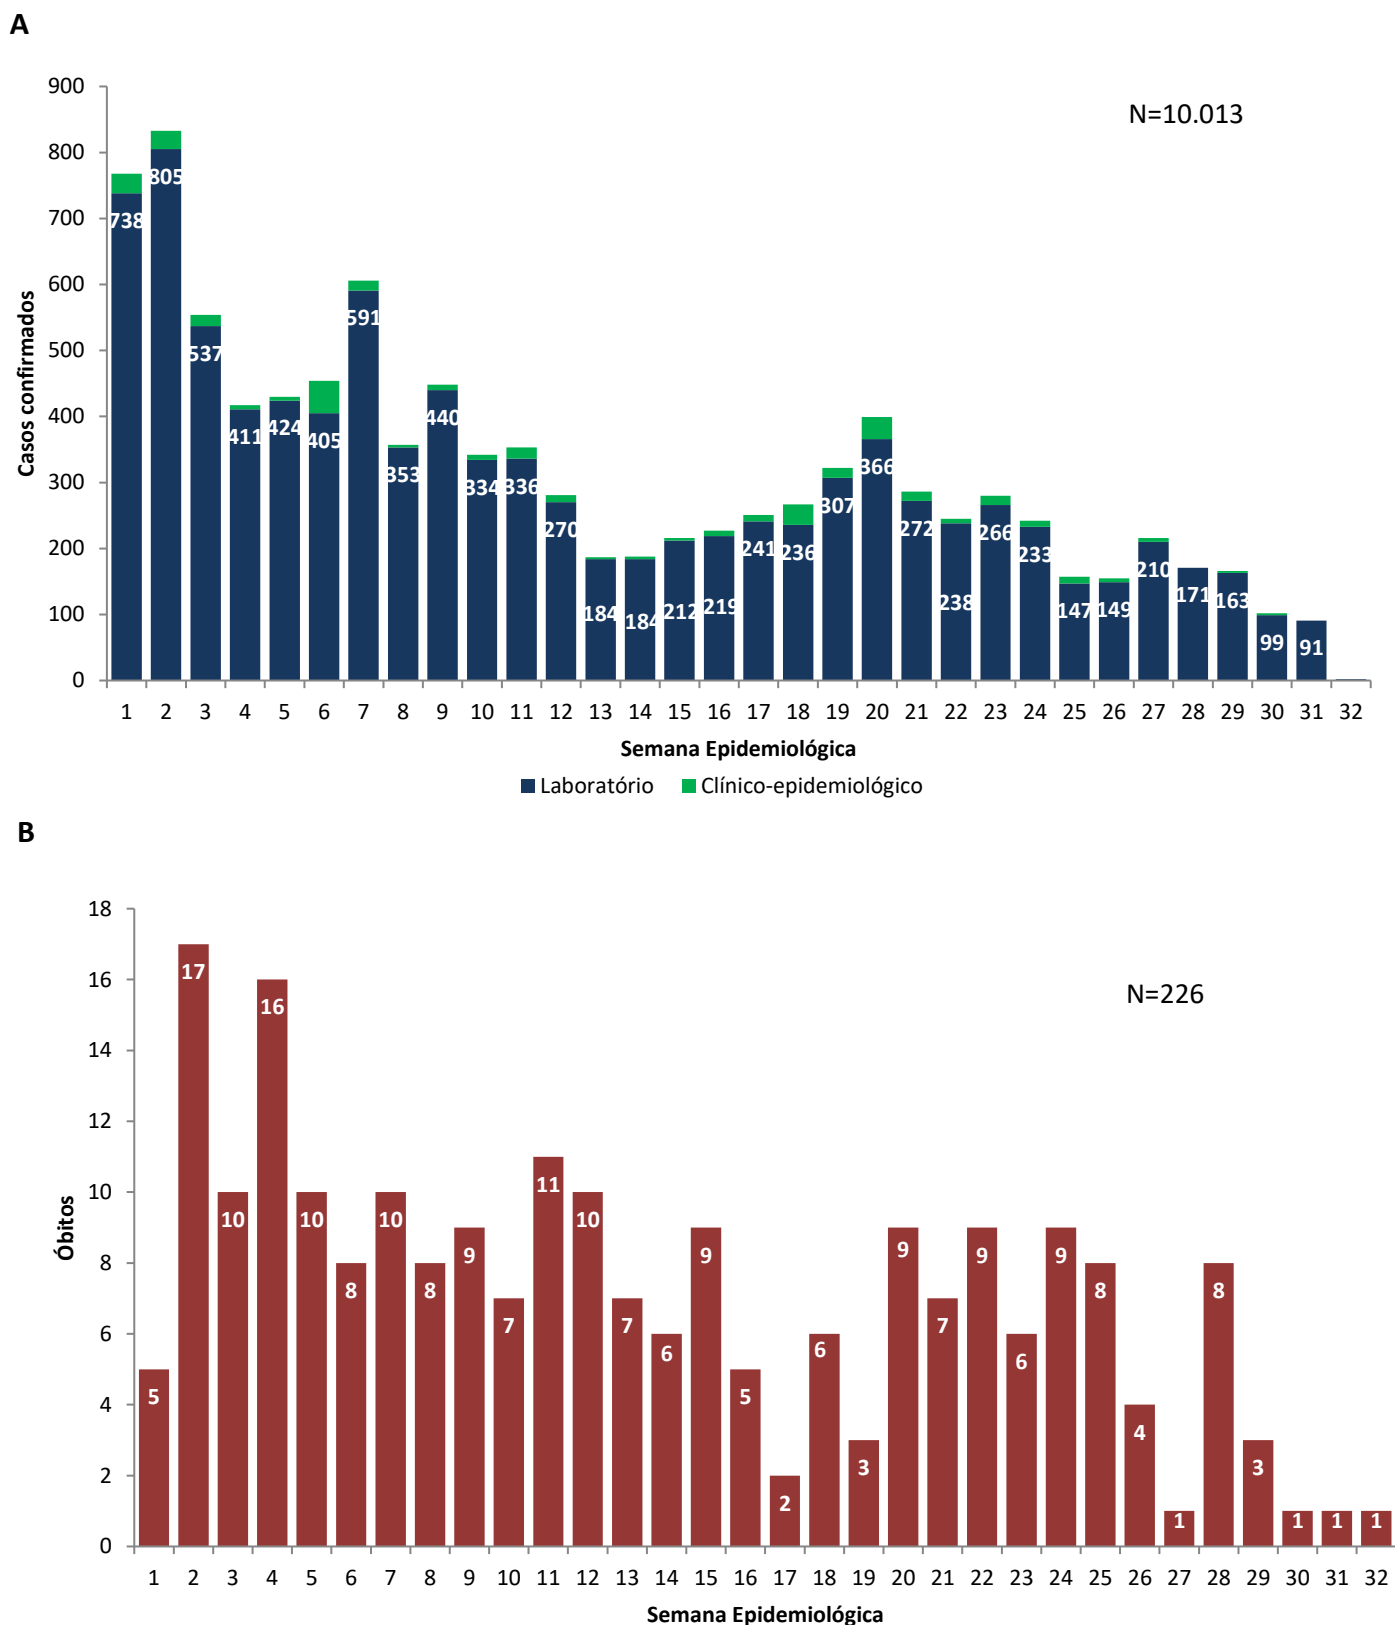 A
900
800
700
600
500
400
300
200
100
0
Casos confirmados
N=10.013
738 805 537 411 424 405 591 353 440 334 336 270 184 184 212 219 241 236 307 366 272 238 266 233 147 149 210 171 163 99 91
1 2 3 4 5 6 7 8 9 10 11 12 13 14 15 16 17 18 19 20 21 22 23 24 25 26 27 28 29 30 31 32
Semana Epidemiológica
Laboratório Clínico-epidemiológico
B
18
16
14
12
10
8
6
4
2
0
Óbitos
N=226
5 17 10 16 10 8 10 8 9 7 11 10 7 6 9 5 2 6 3 9 7 9 6 9 8 4 1 8 3 1 1 1
1 2 3 4 5 6 7 8 9 10 11 12 13 14 15 16 17 18 19 20 21 22 23 24 25 26 27 28 29 30 31 32
Semana Epidemiológica